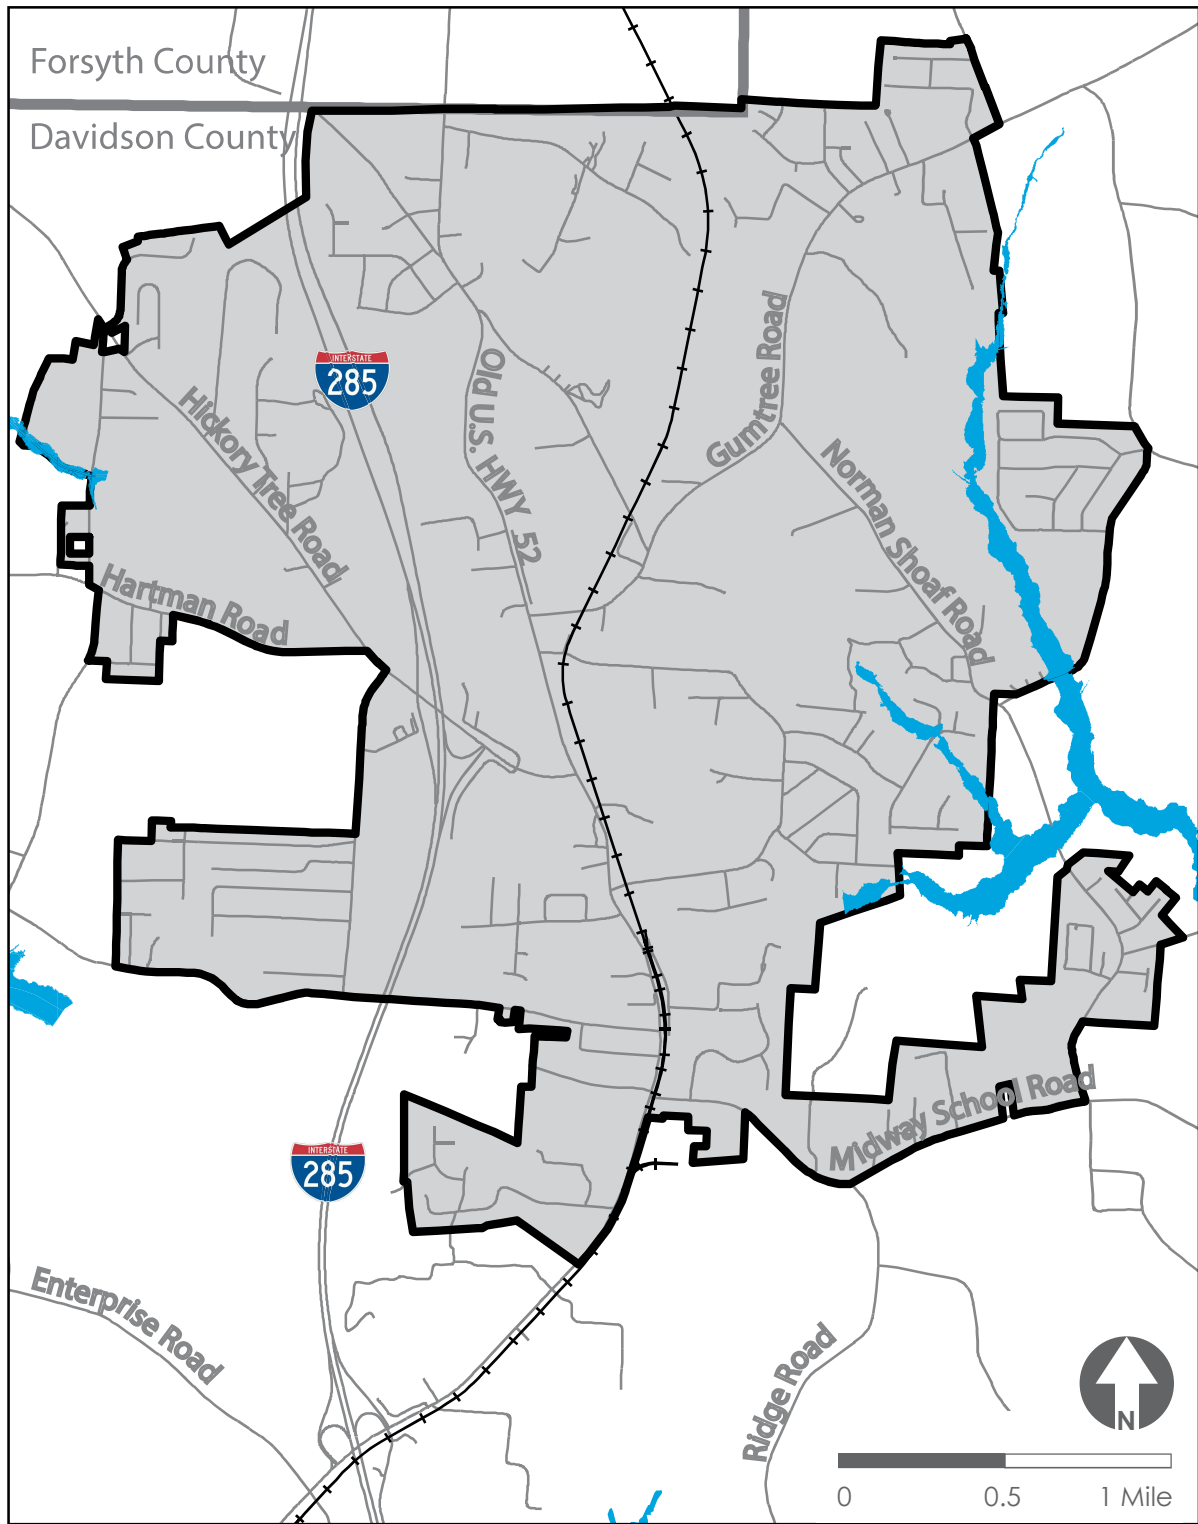 Forsyth County
Davidson County
INTERSTATE
285
Old U.S. HWY 52
Gumtree Road
Hickory Tree Road
Norman Shoaf Road
Hartman Road
Midway School Road
INTERSTATE
285
Enterprise Road
Ridge Road
N
0 0.5 1 Mile